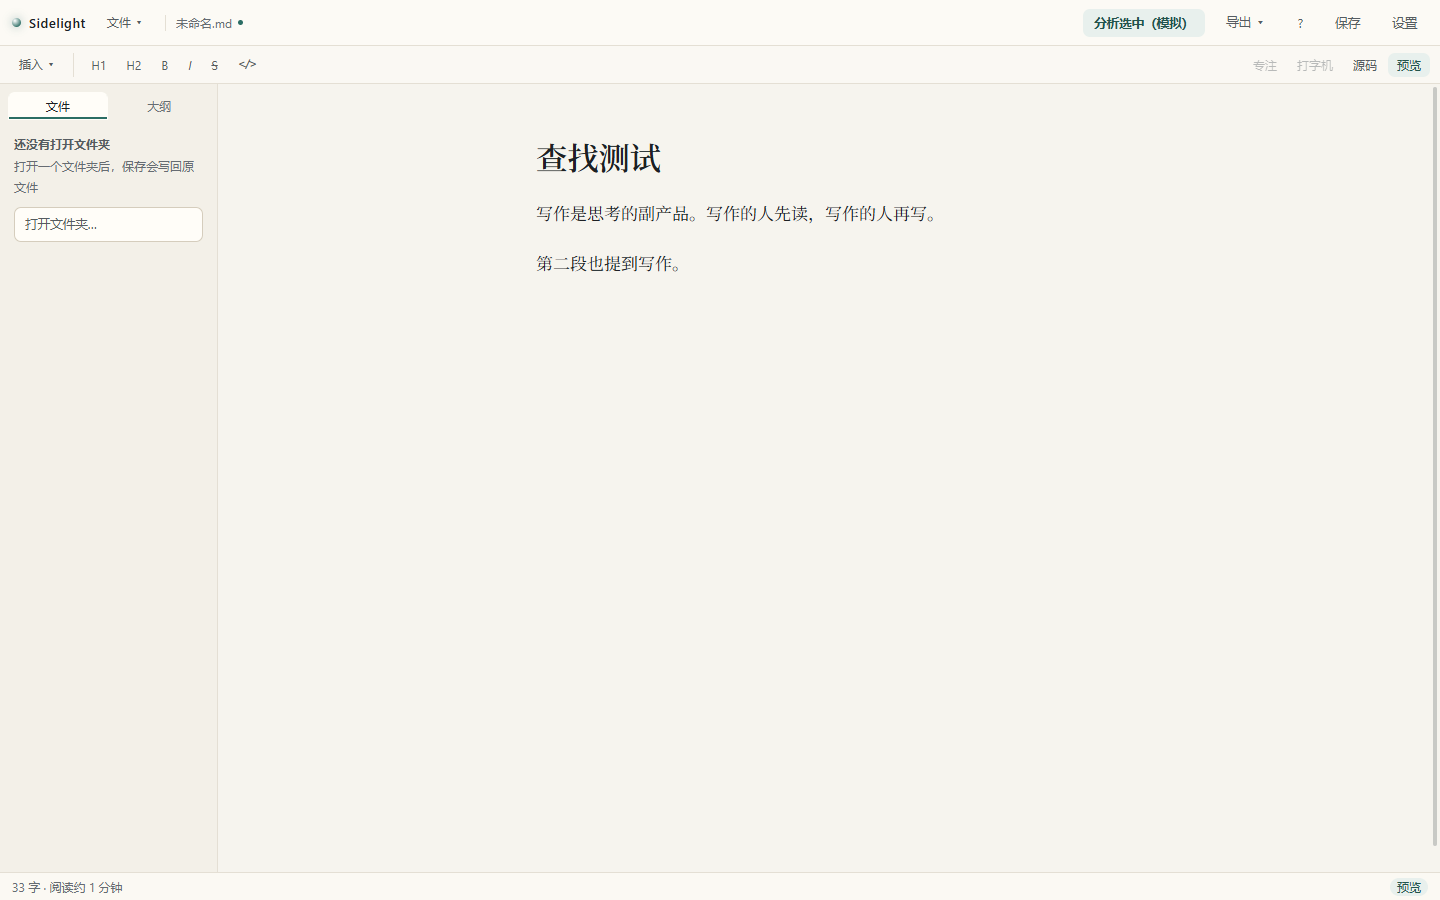 Sidelight 文件 ▾ 未命名.md ● 分析选中（模拟） 导出 ▾ ? 保存 设置
插入 ▾ H1 H2 B I S </> 专注 打字机 源码 预览
文件 大纲
还没有打开文件夹
打开一个文件夹后，保存会写回原
文件
打开文件夹...
查找测试
写作是思考的副产品。写作的人先读，写作的人再写。
第二段也提到写作。
33 字 · 阅读约 1 分钟 预览